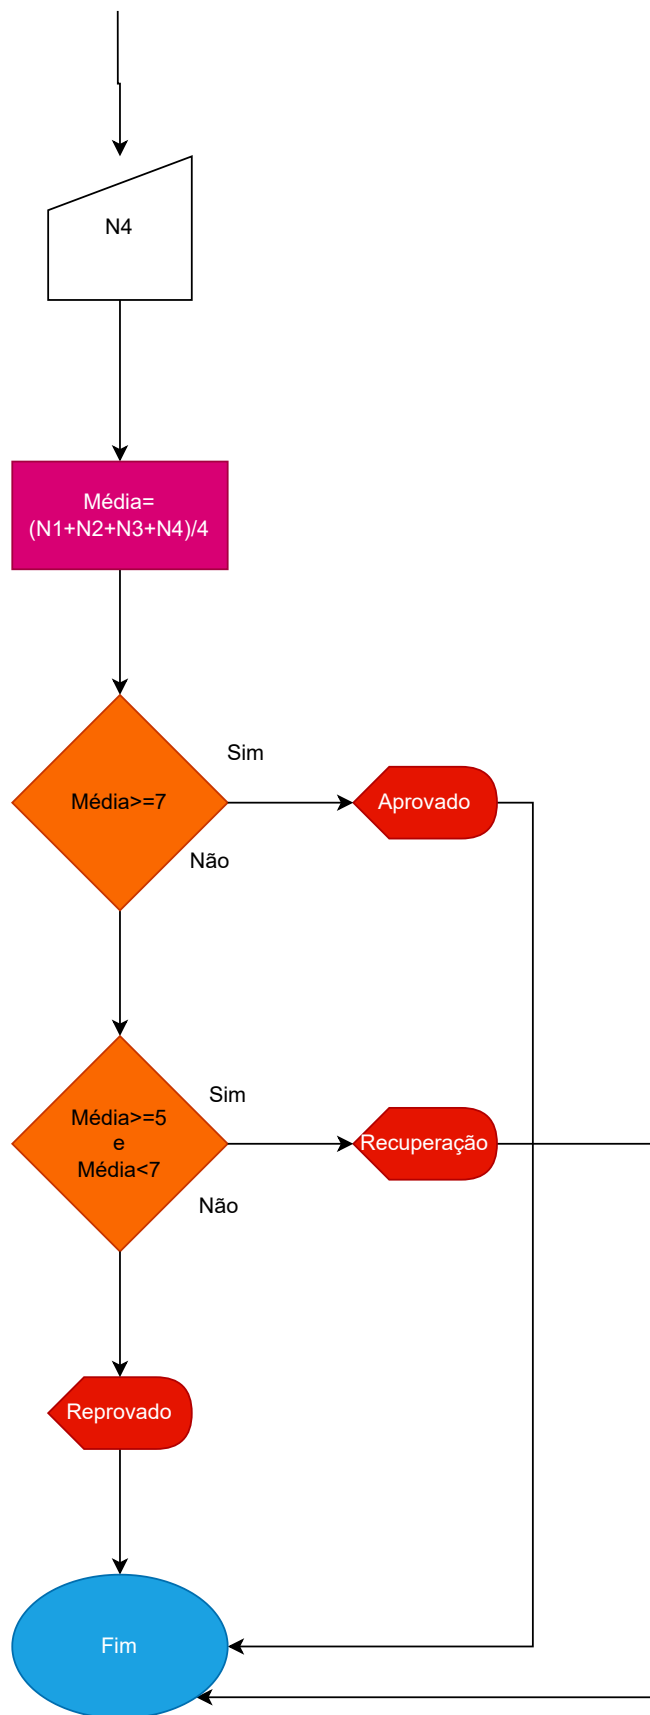 N4
Média=
(N1+N2+N3+N4)/4
Sim
Média>=7
Aprovado
Não
Sim
Média>=5
e
Média<7
Recuperação
Não
Reprovado
Fim